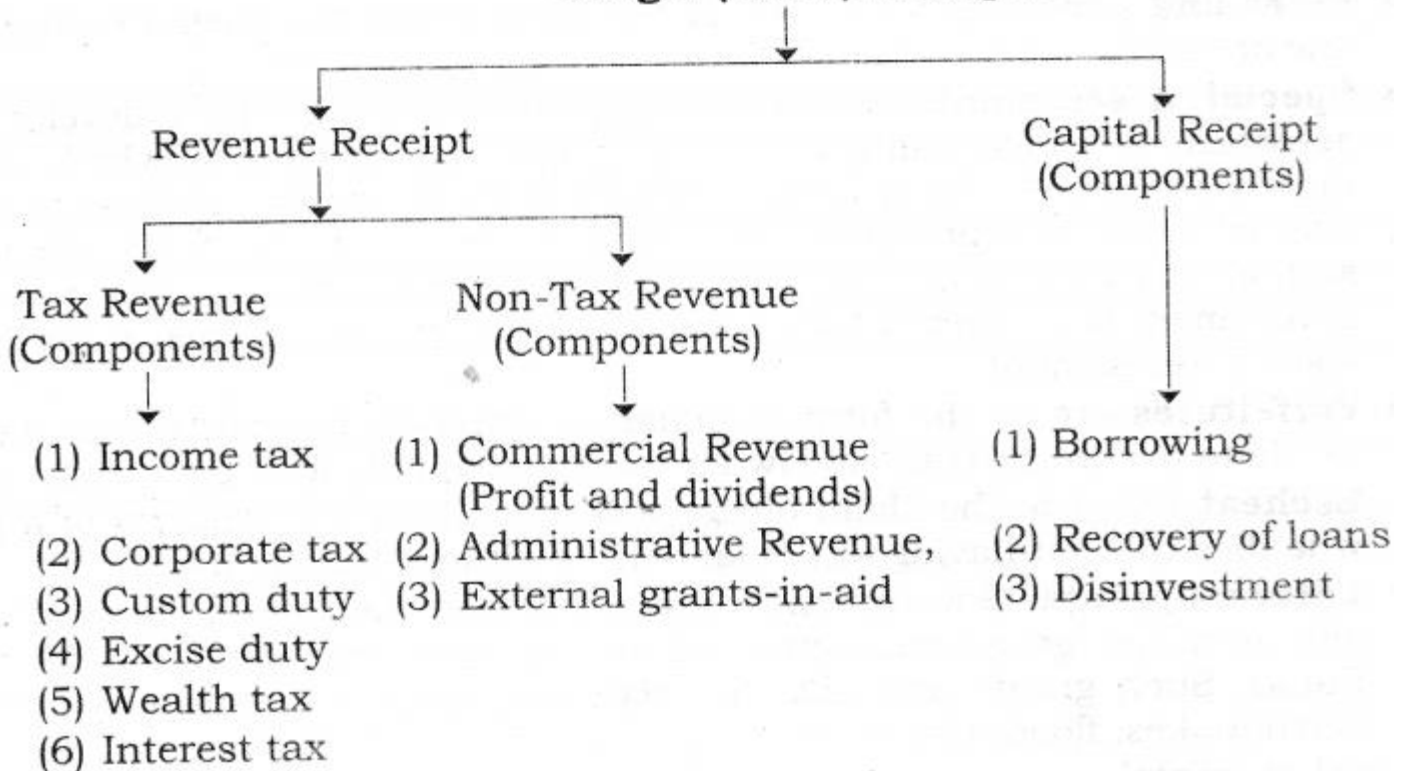 Revenue Receipt
Capital Receipt
(Components)
Tax Revenue
(Components)
Non-Tax Revenue
(Components)
(1) Income tax
(2) Corporate tax
(3) Custom duty
(4) Excise duty
(5) Wealth tax
(6) Interest tax
(1) Commercial Revenue
(Profit and dividends)
(2) Administrative Revenue,
(3) External grants-in-aid
(1) Borrowing
(2) Recovery of loans
(3) Disinvestment